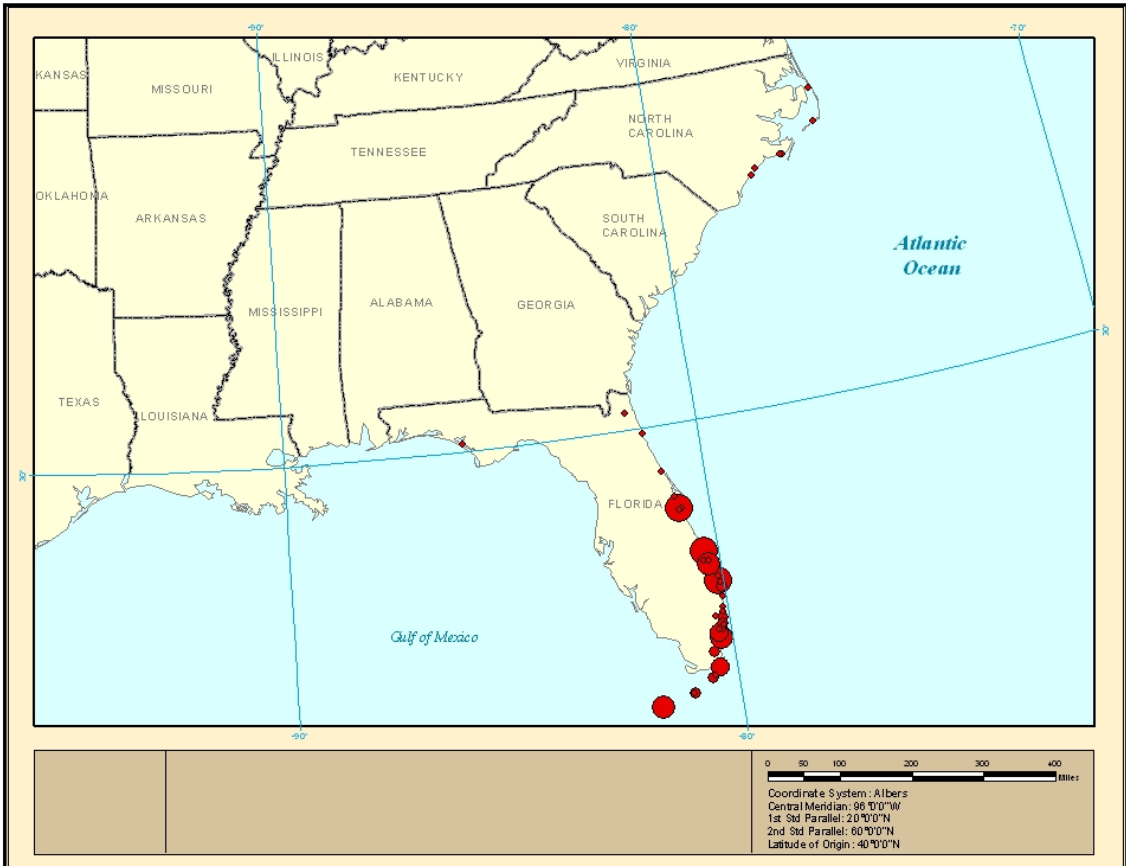 -90°
-80°
-70°
ILLINOIS
KANSAS
MISSOURI
KENTUCKY
VIRGINIA
NORTH
CAROLINA
TENNESSEE
OKLAHOMA
ARKANSAS
SOUTH
CAROLINA
Atlantic
Ocean
MISSISSIPPI
ALABAMA
GEORGIA
30°
TEXAS
LOUISIANA
30°
FLORIDA
Gulf of Mexico
-90°
-80°
0 50 100 200 300 400
Miles
Coordinate System: Albers
Central Meridian: 96°0'0"W
1st Std Parallel: 20°0'0"N
2nd Std Parallel: 60°0'0"N
Latitude of Origin: 40°0'0"N